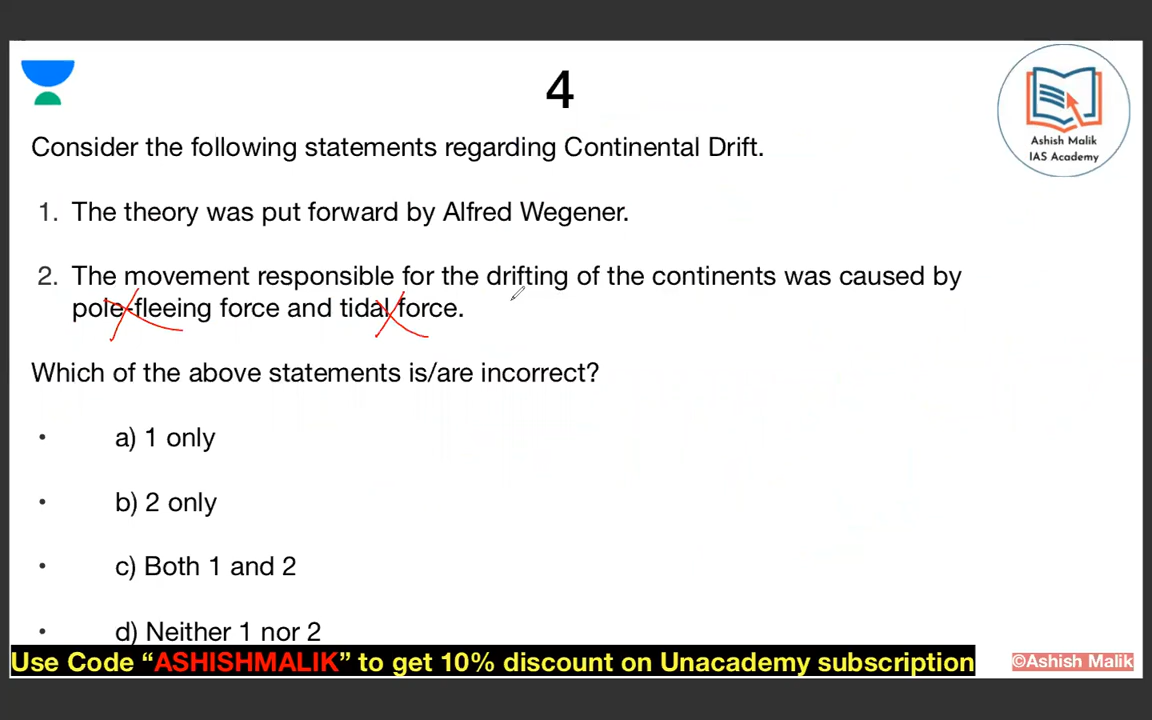 4
Ashish Malik
IAS Academy
Consider the following statements regarding Continental Drift.
1. The theory was put forward by Alfred Wegener.
2. The movement responsible for the drifting of the continents was caused by
pole-fleeing force and tidal force.
Which of the above statements is/are incorrect?
• a) 1 only
• b) 2 only
• c) Both 1 and 2
• d) Neither 1 nor 2
Use Code “ASHISHMALIK” to get 10% discount on Unacademy subscription
©Ashish Malik